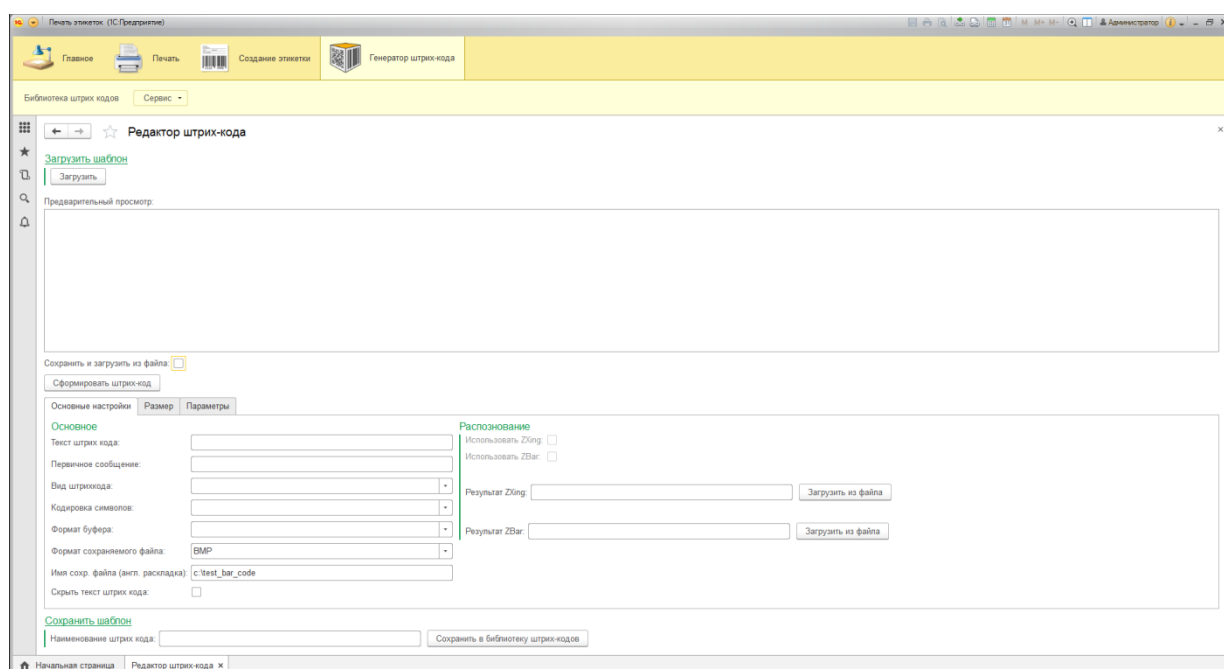 Печать этикеток (1С:Предприятие) M M+ M- Администратор
Главное Печать Создание этикетки Генератор штрих-кода
Библиотека штрих кодов Сервис
Редактор штрих-кода
Загрузить шаблон
Загрузить
Предварительный просмотр:
Сохранить и загрузить из файла:
Сформировать штрих-код
Основные настройки Размер Параметры
Основное Распознование
Текст штрих кода: Использовать ZXing:
Использовать ZBar:
Первичное сообщение:
Вид штрихкода: Результат ZXing: Загрузить из файла
Кодировка символов:
Формат буфера: Результат ZBar: Загрузить из файла
Формат сохраняемого файла: BMP
Имя сохр. файла (англ. раскладка): c:\test_bar_code
Скрыть текст штрих кода:
Сохранить шаблон
Наименование штрих кода: Сохранить в библиотеку штрих-кодов
Начальная страница Редактор штрих-кода ×